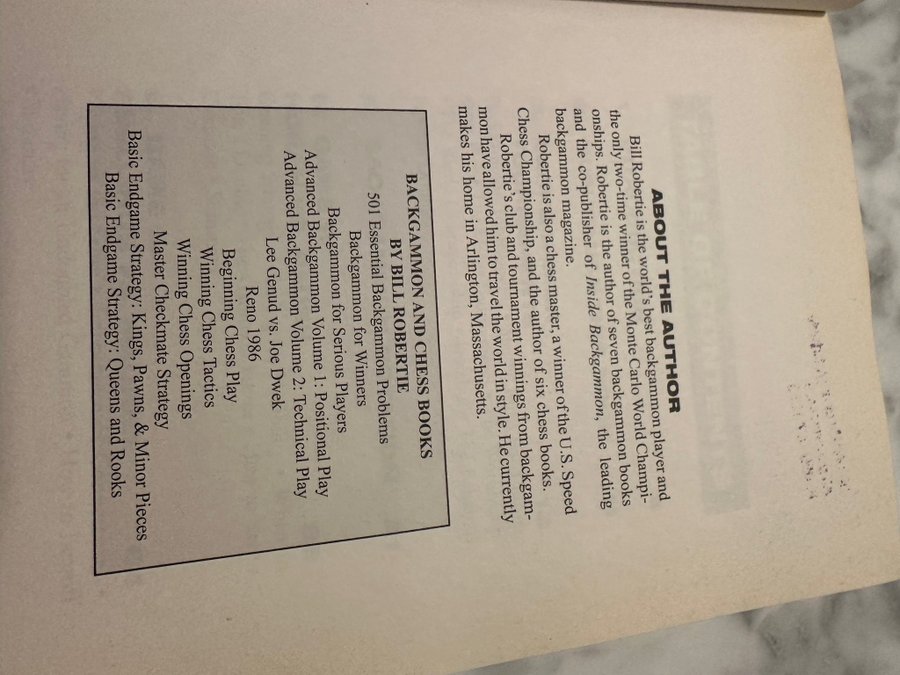 ABOUT THE AUTHOR
Bill Robertie is the world's best backgammon player and
the only two-time winner of the Monte Carlo World Champi-
onships. Robertie is the author of seven backgammon books
and the co-publisher of Inside Backgammon, the leading
backgammon magazine.
Robertie is also a chess master, a winner of the U.S. Speed
Chess Championship, and the author of six chess books.
Robertie's club and tournament winnings from backgam-
mon have allowed him to travel the world in style. He currently
makes his home in Arlington, Massachusetts.
BACKGAMMON AND CHESS BOOKS
BY BILL ROBERTIE
501 Essential Backgammon Problems
Backgammon for Winners
Backgammon for Serious Players
Advanced Backgammon Volume 1: Positional Play
Advanced Backgammon Volume 2: Technical Play
Lee Genud vs. Joe Dwek
Reno 1986
Beginning Chess Play
Winning Chess Tactics
Winning Chess Openings
Master Checkmate Strategy
Basic Endgame Strategy: Kings, Pawns, & Minor Pieces
Basic Endgame Strategy: Queens and Rooks